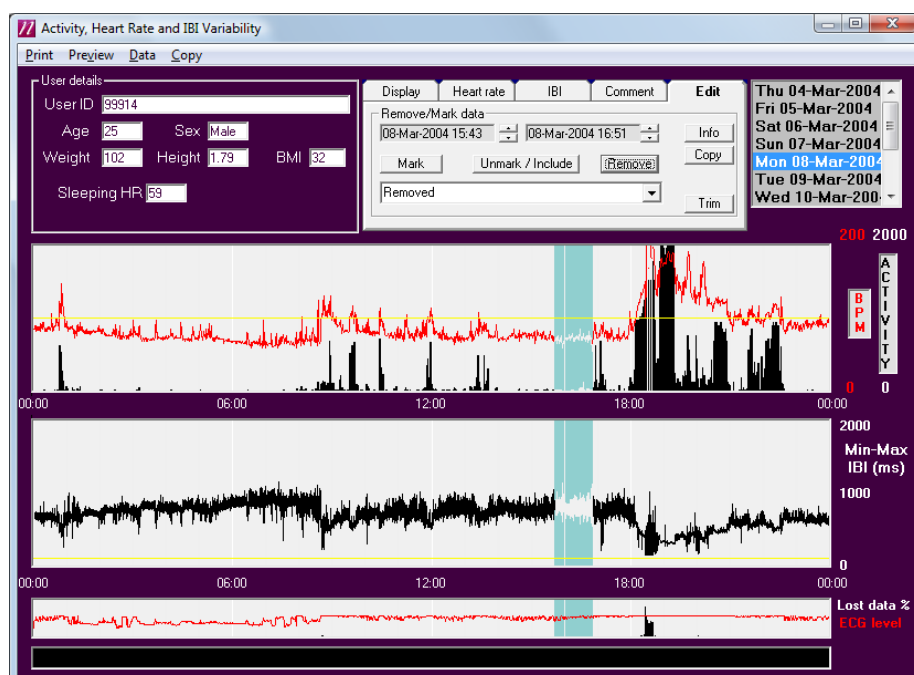 Activity, Heart Rate and IBI Variability
Print Preview Data Copy
User details
User ID 99914
Age 25 Sex Male
Weight 102 Height 1.79 BMI 32
Sleeping HR 59
Display Heart rate IBI Comment Edit
Remove/Mark data
08-Mar-2004 15:43 08-Mar-2004 16:51
Mark Unmark / Include Remove
Removed
Info
Copy
Trim
Thu 04-Mar-2004
Fri 05-Mar-2004
Sat 06-Mar-2004
Sun 07-Mar-2004
Mon 08-Mar-2004
Tue 09-Mar-2004
Wed 10-Mar-200
200 2000
BPM
ACTIVITY
0 0
00:00 06:00 12:00 18:00 00:00
2000
Min-Max
IBI (ms)
1000
0
00:00 06:00 12:00 18:00 00:00
Lost data %
ECG level